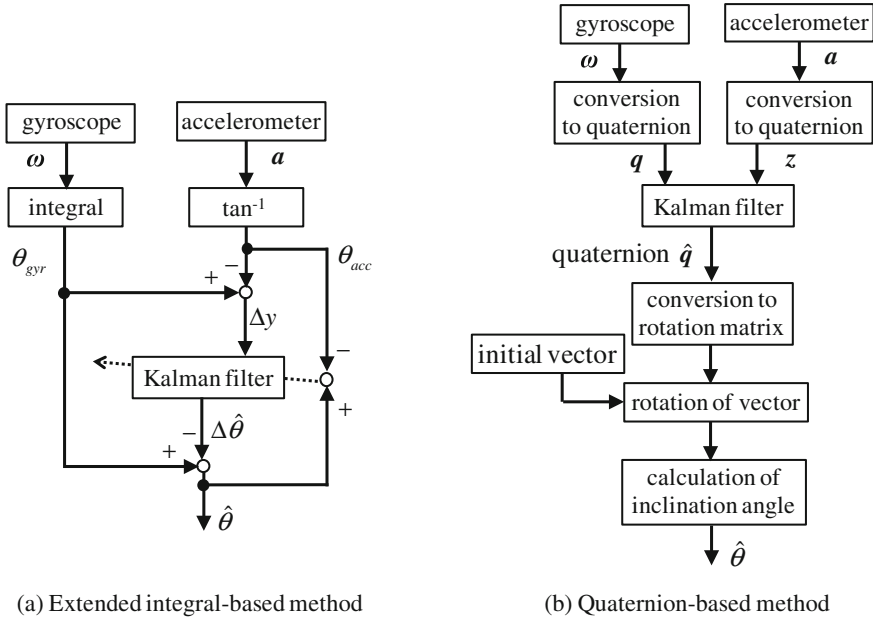 gyroscope
accelerometer
ω
a
integral
tan⁻¹
θgyr
θacc
+
−
Δy
−
Kalman filter
+
−
Δθ̂
+
θ̂
(a) Extended integral-based method
gyroscope
accelerometer
ω
a
conversion
to quaternion
conversion
to quaternion
q
z
Kalman filter
quaternion q̂
conversion to
rotation matrix
initial vector
rotation of vector
calculation of
inclination angle
θ̂
(b) Quaternion-based method